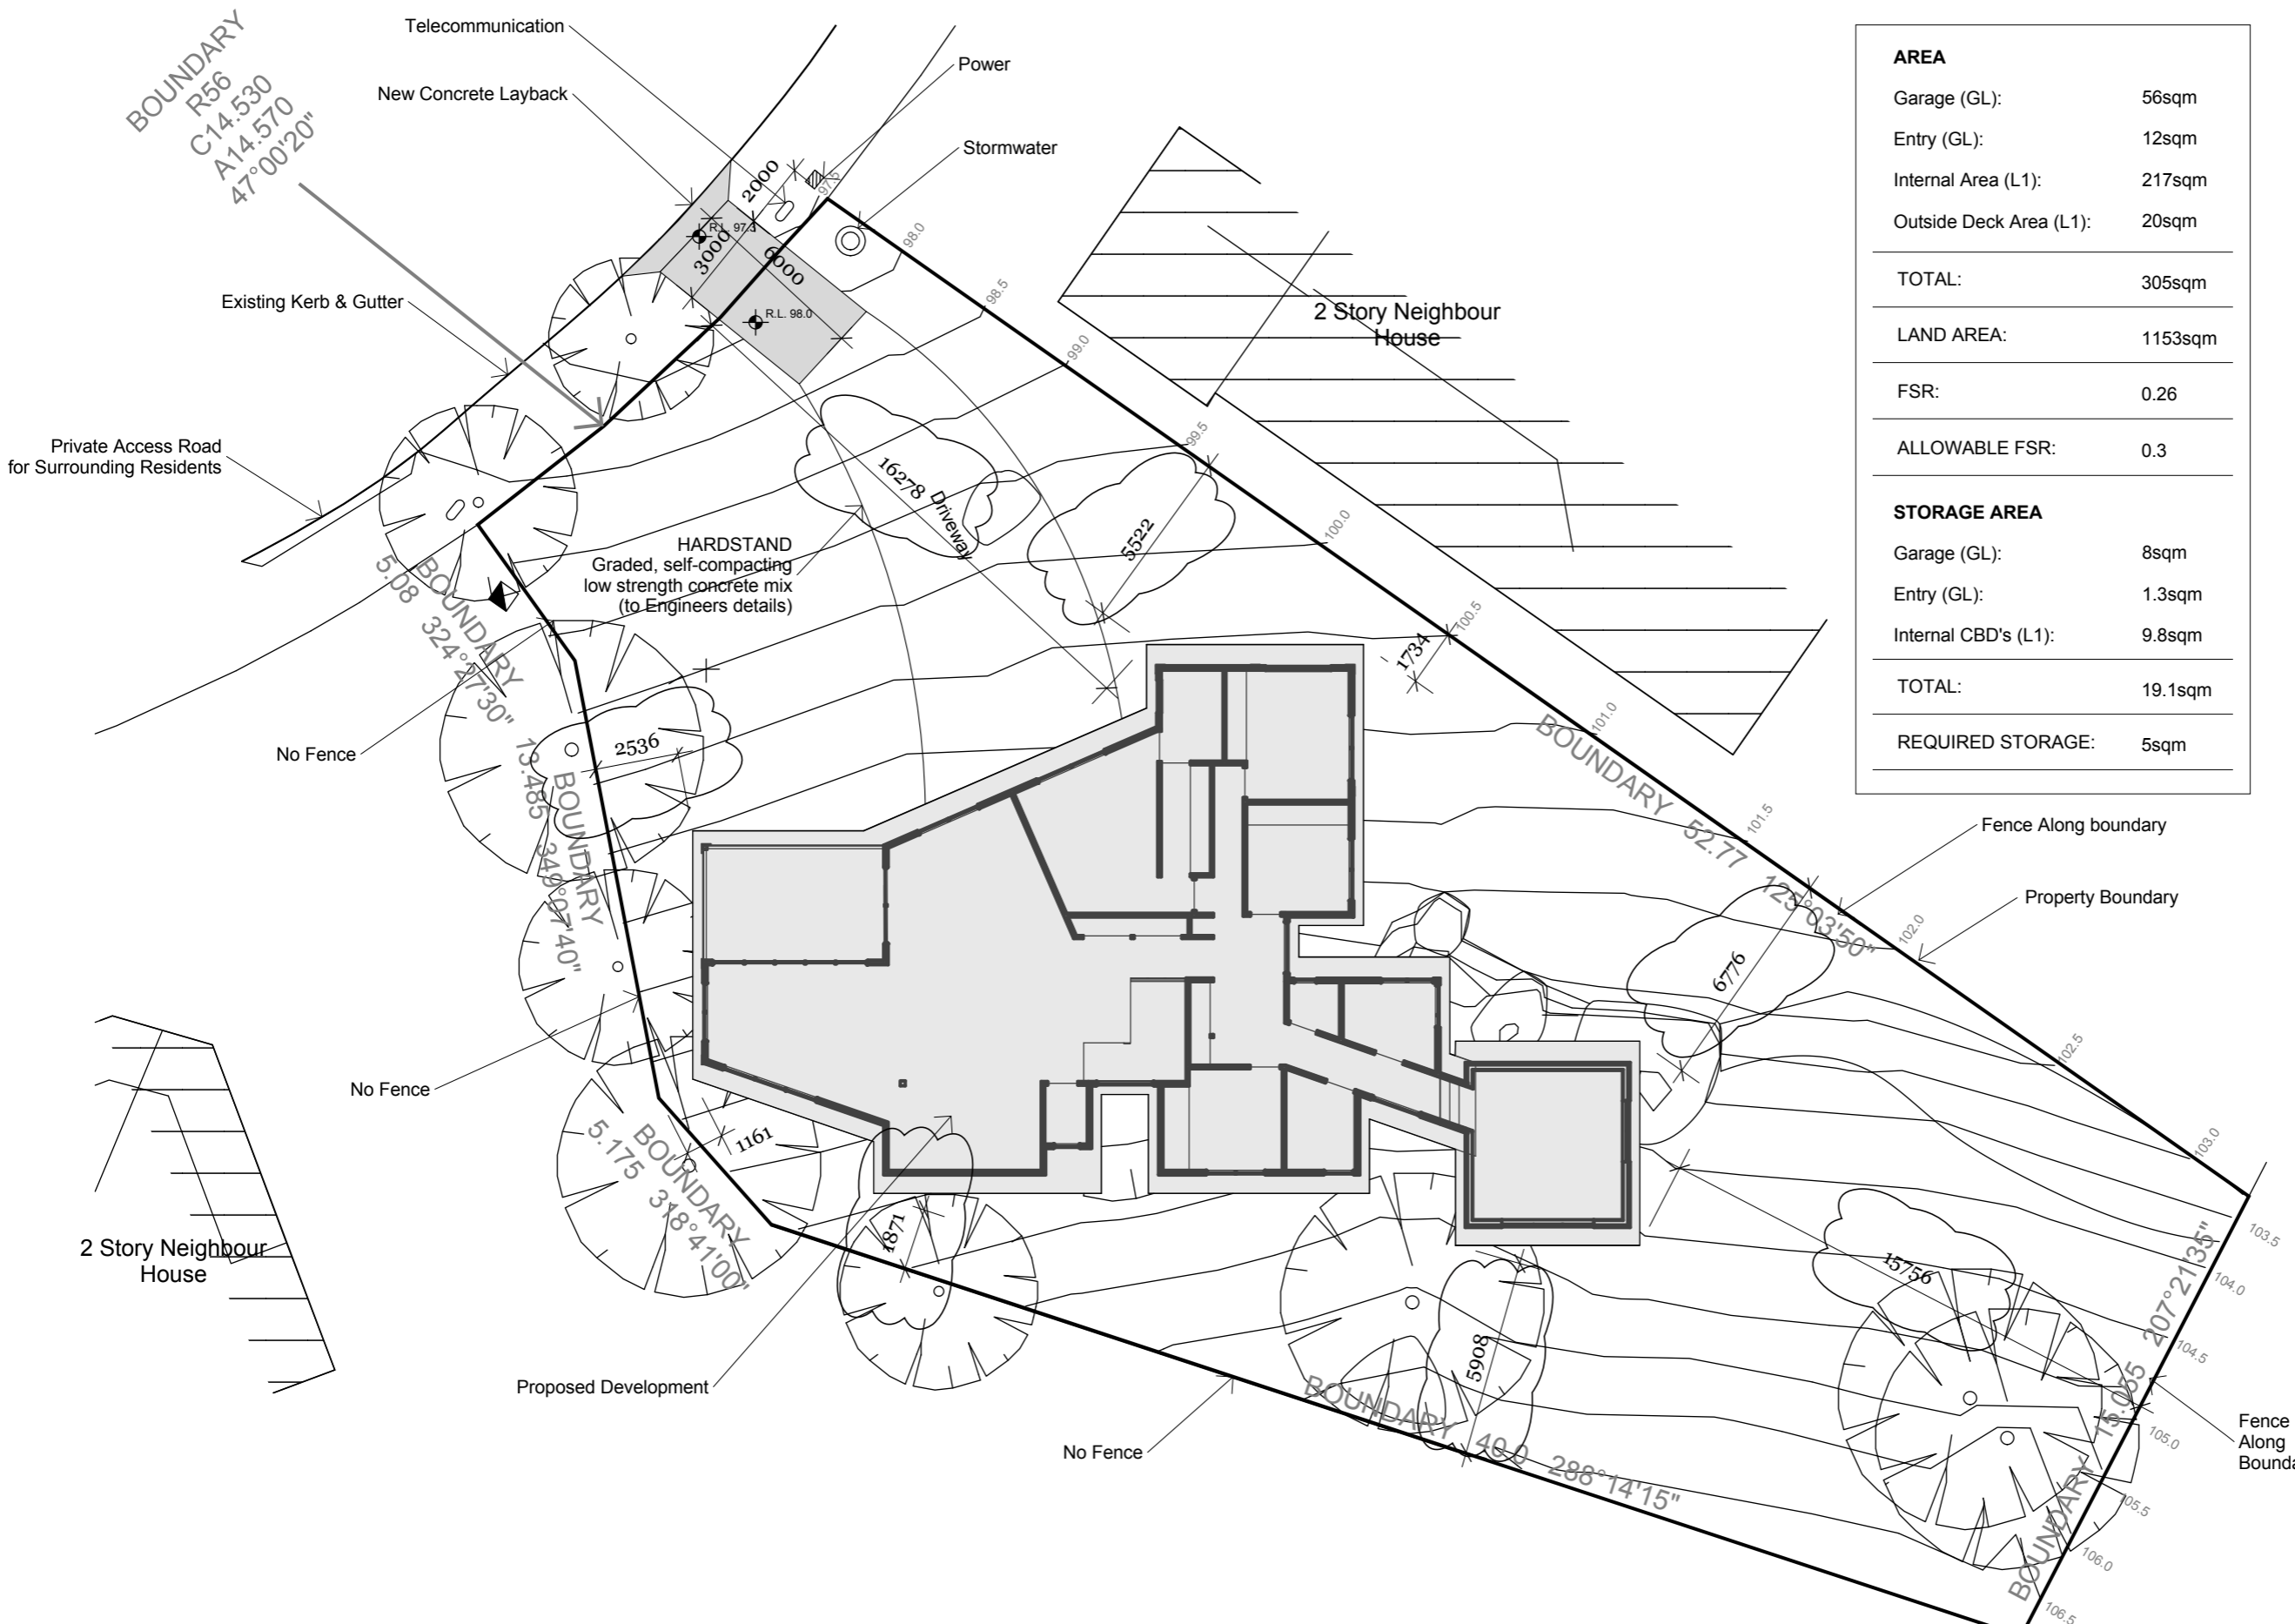 Telecommunication
Power
New Concrete Layback
Stormwater
BOUNDARY
R56
C14.530
A14.570
47°00'20"
2000
3000
6000
R.L. 97.3
R.L. 98.0
Existing Kerb & Gutter
Private Access Road
for Surrounding Residents
97.5
98.0
98.5
99.0
99.5
100.0
100.5
101.0
101.5
102.0
102.5
103.0
103.5
104.0
104.5
105.0
105.5
106.0
106.5
2 Story Neighbour
House
16278
Driveway
5522
1734
HARDSTAND
Graded, self-compacting
low strength concrete mix
(to Engineers details)
BOUNDARY
5.08 324°27'30"
No Fence
2536
BOUNDARY
13.485 349°07'40"
No Fence
1161
BOUNDARY
5.175 318°41'00"
2 Story Neighbour
House
1871
Proposed Development
No Fence
5908
BOUNDARY 40.0 288°14'15"
BOUNDARY 52.77 125°03'50"
6776
Fence Along boundary
Property Boundary
15756
BOUNDARY 15.055 207°21'35"
Fence
Along
Bounda
AREA
Garage (GL): 56sqm
Entry (GL): 12sqm
Internal Area (L1): 217sqm
Outside Deck Area (L1): 20sqm
TOTAL: 305sqm
LAND AREA: 1153sqm
FSR: 0.26
ALLOWABLE FSR: 0.3
STORAGE AREA
Garage (GL): 8sqm
Entry (GL): 1.3sqm
Internal CBD's (L1): 9.8sqm
TOTAL: 19.1sqm
REQUIRED STORAGE: 5sqm